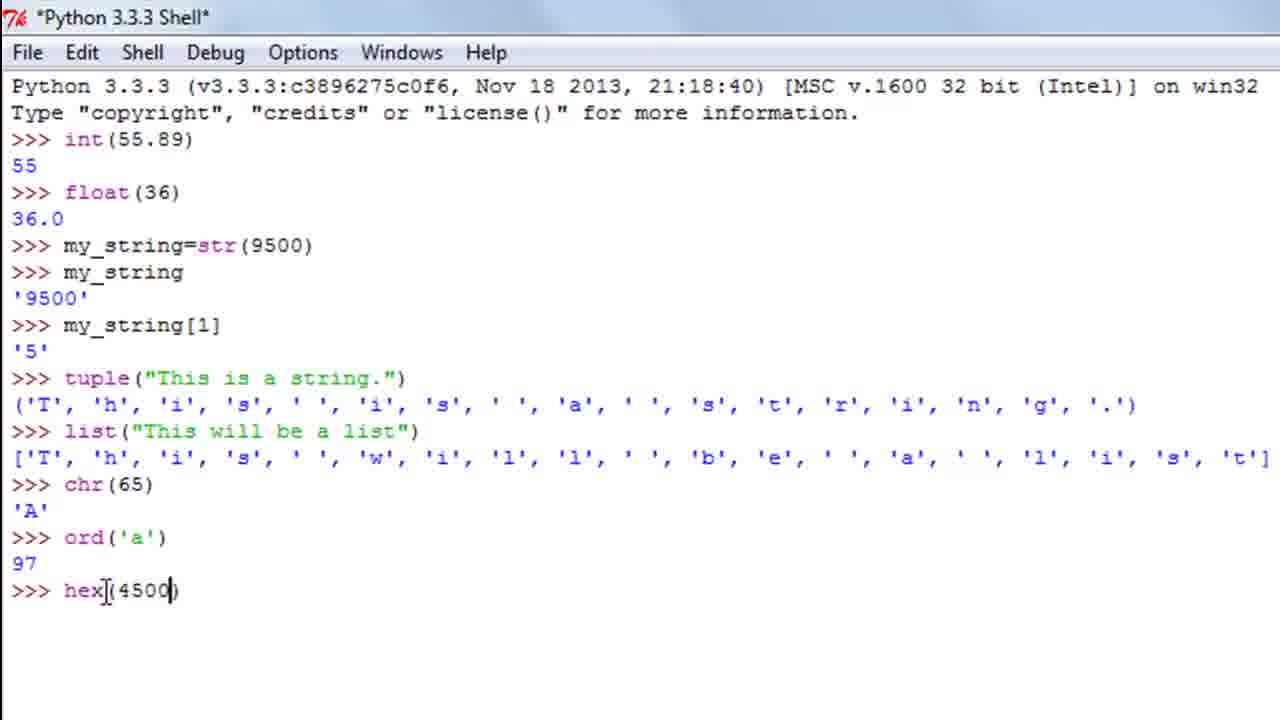 *Python 3.3.3 Shell*
File Edit Shell Debug Options Windows Help
Python 3.3.3 (v3.3.3:c3896275c0f6, Nov 18 2013, 21:18:40) [MSC v.1600 32 bit (Intel)] on win32
Type "copyright", "credits" or "license()" for more information.
>>> int(55.89)
55
>>> float(36)
36.0
>>> my_string=str(9500)
>>> my_string
'9500'
>>> my_string[1]
'5'
>>> tuple("This is a string.")
('T', 'h', 'i', 's', ' ', 'i', 's', ' ', 'a', ' ', 's', 't', 'r', 'i', 'n', 'g', '.')
>>> list("This will be a list")
['T', 'h', 'i', 's', ' ', 'w', 'i', 'l', 'l', ' ', 'b', 'e', ' ', 'a', ' ', 'l', 'i', 's', 't']
>>> chr(65)
'A'
>>> ord('a')
97
>>> hex(4500)